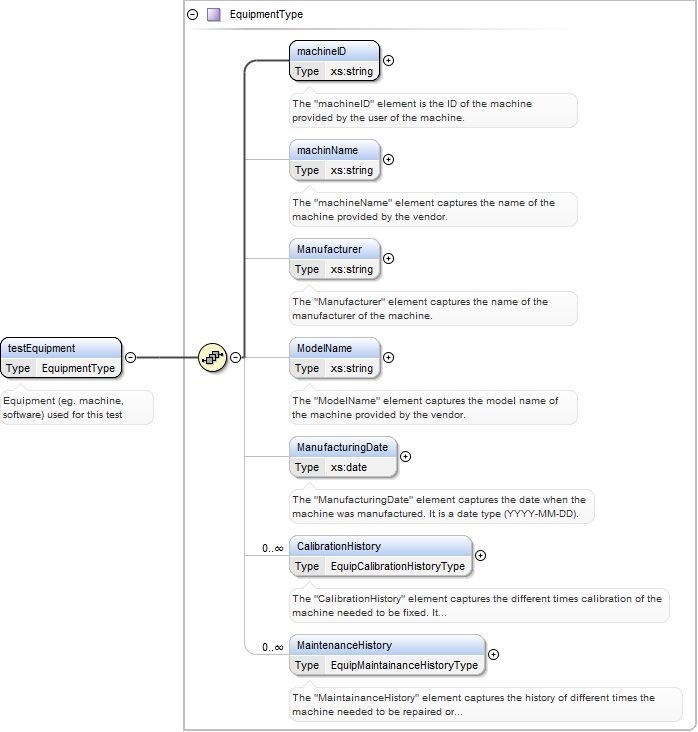 EquipmentType
machineID
Type xs:string
The "machineID" element is the ID of the machine
provided by the user of the machine.
machinName
Type xs:string
The "machineName" element captures the name of the
machine provided by the vendor.
Manufacturer
Type xs:string
The "Manufacturer" element captures the name of the
manufacturer of the machine.
testEquipment
Type EquipmentType
Equipment (eg. machine,
software) used for this test
ModelName
Type xs:string
The "ModelName" element captures the model name of
the machine provided by the vendor.
ManufacturingDate
Type xs:date
The "ManufacturingDate" element captures the date when the
machine was manufactured. It is a date type (YYYY-MM-DD).
0..∞
CalibrationHistory
Type EquipCalibrationHistoryType
The "CalibrationHistory" element captures the different times calibration of the
machine needed to be fixed. It...
0..∞
MaintenanceHistory
Type EquipMaintainanceHistoryType
The "MaintainanceHistory" element captures the history of different times the
machine needed to be repaired or...